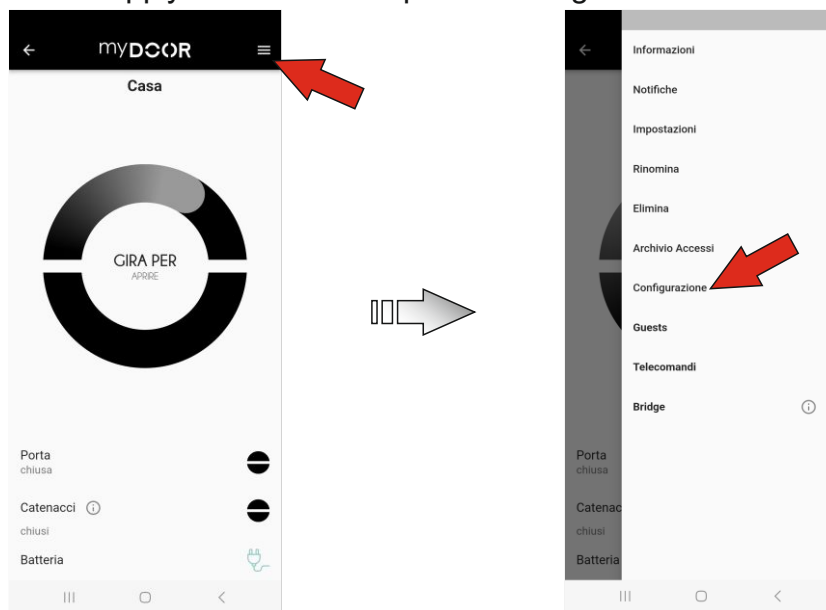 myDOOR
Casa
GIRA PER
APRIRE
Porta
chiusa
Catenacci
chiusi
Batteria
Informazioni
Notifiche
Impostazioni
Rinomina
Elimina
Archivio Accessi
Configurazione
Guests
Telecomandi
Bridge
Porta
chiusa
Catenac
chiusi
Batteria